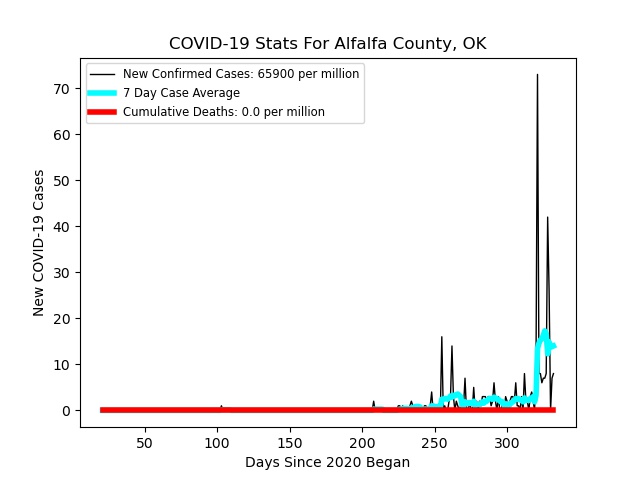 COVID-19 Stats For Alfalfa County, OK
New Confirmed Cases: 65900 per million
7 Day Case Average
Cumulative Deaths: 0.0 per million
New COVID-19 Cases
70
60
50
40
30
20
10
0
50 100 150 200 250 300
Days Since 2020 Began